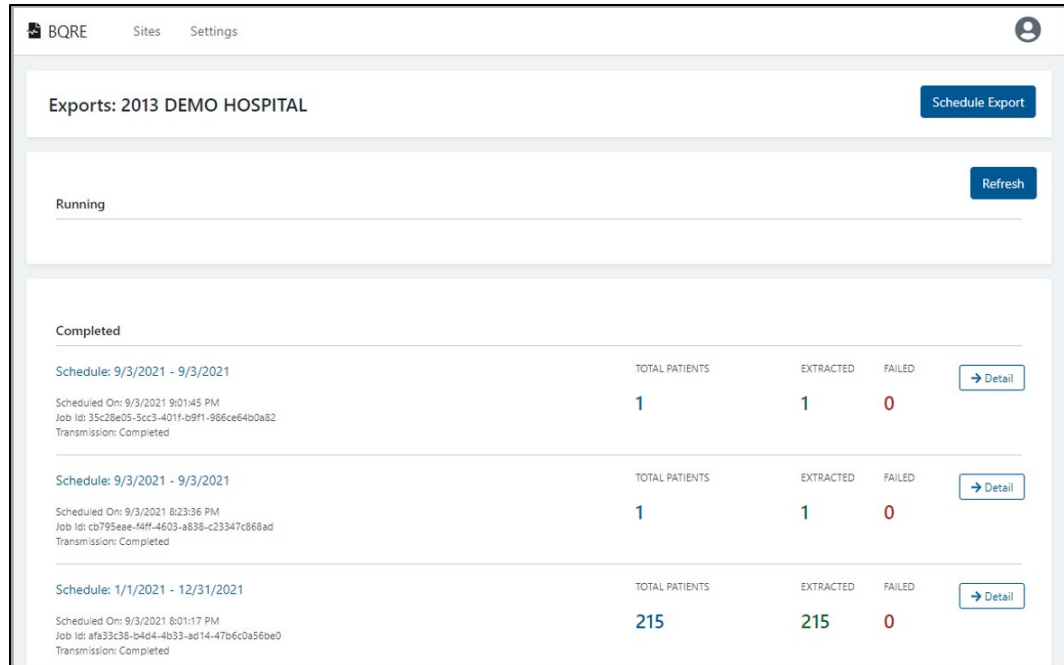 BQRE Sites Settings
Exports: 2013 DEMO HOSPITAL
Schedule Export
Refresh
Running
Completed
Schedule: 9/3/2021 - 9/3/2021
TOTAL PATIENTS EXTRACTED FAILED
1 1 0
→ Detail
Scheduled On: 9/3/2021 9:01:45 PM
Job Id: 35c28e05-5cc3-401f-b9f1-986ce64b0a82
Transmission: Completed
Schedule: 9/3/2021 - 9/3/2021
TOTAL PATIENTS EXTRACTED FAILED
1 1 0
→ Detail
Scheduled On: 9/3/2021 8:23:36 PM
Job Id: cb795eae-f4ff-4603-a838-c23347c868ad
Transmission: Completed
Schedule: 1/1/2021 - 12/31/2021
TOTAL PATIENTS EXTRACTED FAILED
215 215 0
→ Detail
Scheduled On: 9/3/2021 8:01:17 PM
Job Id: afa33c38-b4d4-4b33-ad14-47b6c0a56be0
Transmission: Completed